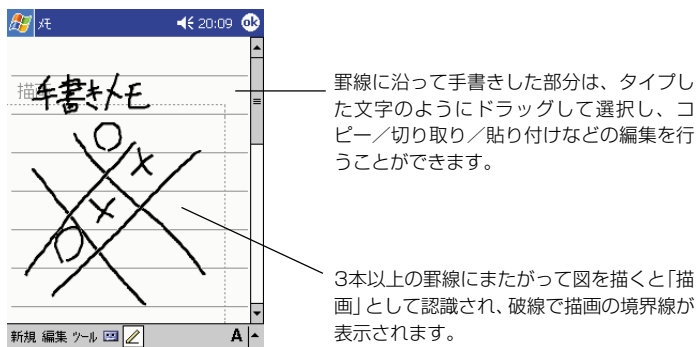 メモ 20:09 ok
描画
手書きメモ
○
×
×
○
新規 編集 ツール A
罫線に沿って手書きした部分は、タイプし
た文字のようにドラッグして選択し、コ
ピー／切り取り／貼り付けなどの編集を行
うことができます。
3本以上の罫線にまたがって図を描くと「描
画」として認識され、破線で描画の境界線が
表示されます。